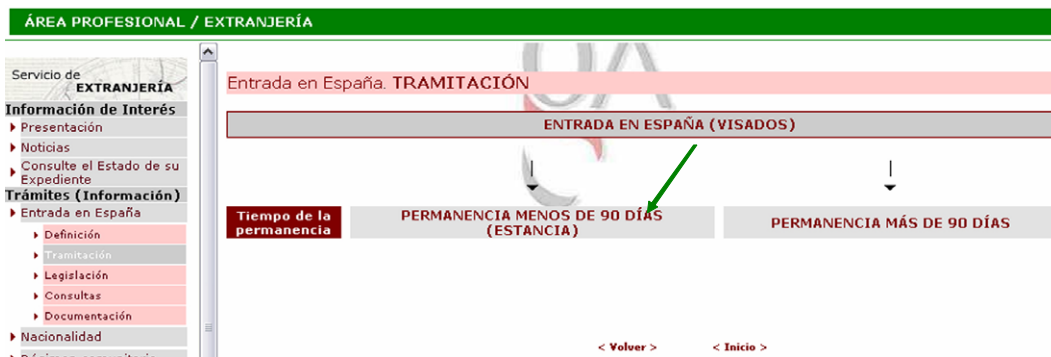 ÁREA PROFESIONAL / EXTRANJERÍA
Servicio de
EXTRANJERÍA
Información de Interés
Presentación
Noticias
Consulte el Estado de su
Expediente
Trámites (Información)
Entrada en España
Definición
Tramitación
Legislación
Consultas
Documentación
Nacionalidad
Entrada en España. TRAMITACIÓN
ENTRADA EN ESPAÑA (VISADOS)
Tiempo de la
permanencia
PERMANENCIA MENOS DE 90 DÍAS
(ESTANCIA)
PERMANENCIA MÁS DE 90 DÍAS
< Volver >
< Inicio >